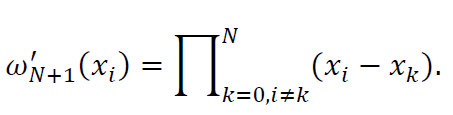 ω′_{N+1}(x_i) = ∏_{k=0,i≠k}^{N} (x_i − x_k).